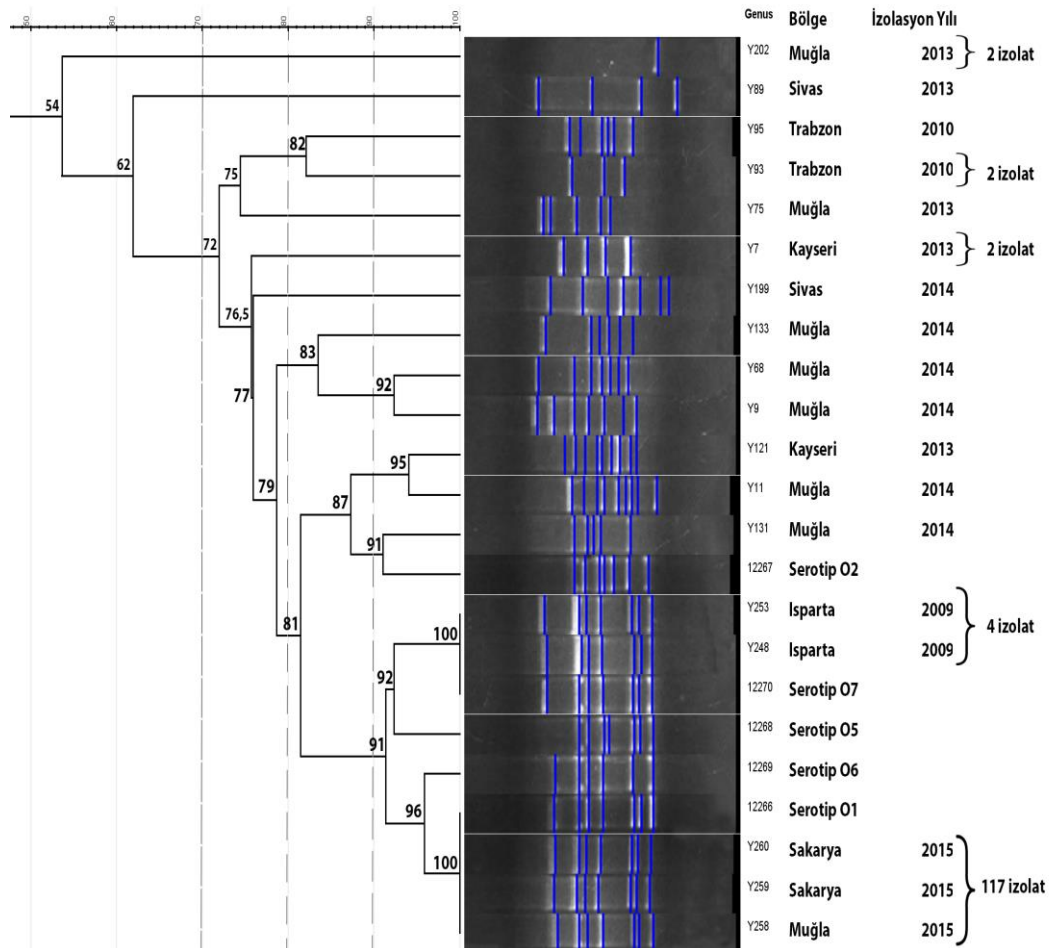 50 60 70 80 90 100
Genus Bölge İzolasyon Yılı
Y202 Muğla 2013 2 izolat
54
Y89 Sivas 2013
Y95 Trabzon 2010
82
62
Y93 Trabzon 2010 2 izolat
75
Y75 Muğla 2013
72
Y7 Kayseri 2013 2 izolat
Y199 Sivas 2014
76,5
Y133 Muğla 2014
83
Y68 Muğla 2014
92
77
Y9 Muğla 2014
Y121 Kayseri 2013
95
79
87
Y11 Muğla 2014
Y131 Muğla 2014
91
12267 Serotip O2
Y253 Isparta 2009
81
4 izolat
100
Y248 Isparta 2009
92
12270 Serotip O7
12268 Serotip O5
91
12269 Serotip O6
96
12266 Serotip O1
Y260 Sakarya 2015
100
Y259 Sakarya 2015 117 izolat
Y258 Muğla 2015